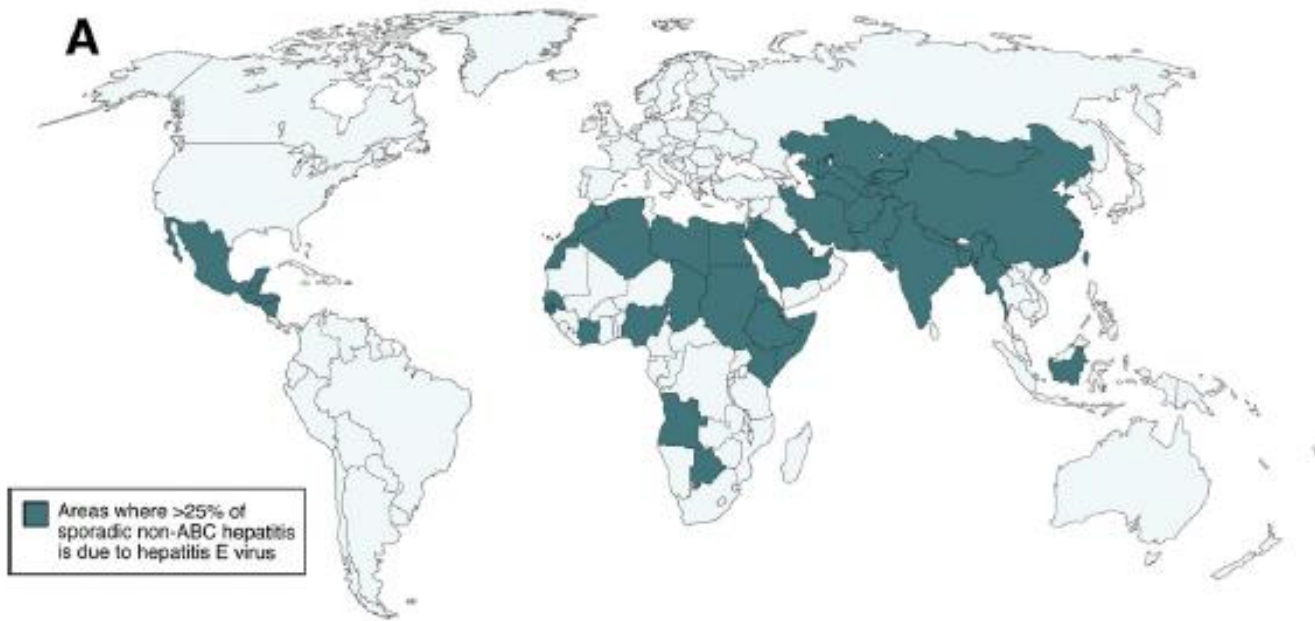 A
Areas where >25% of
sporadic non-ABC hepatitis
is due to hepatitis E virus